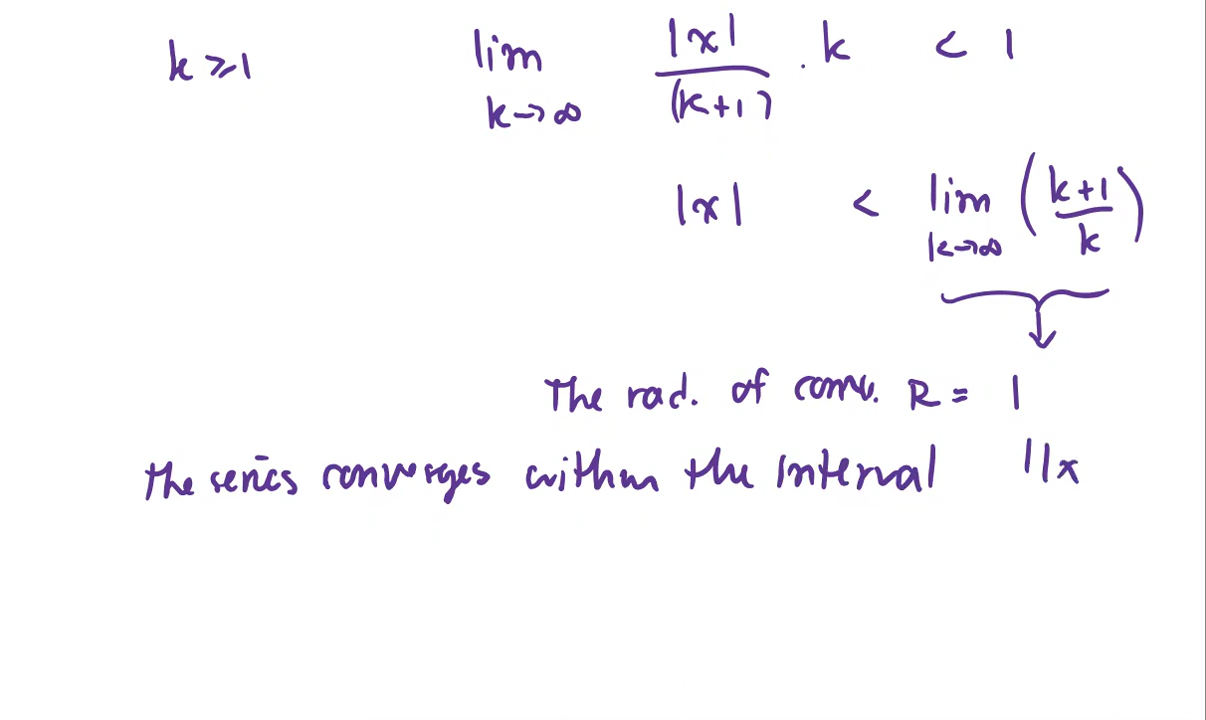 k ≥ 1 lim k→∞ |x| / (k+1) . k < 1
|x| < lim k→∞ ( k+1 / k )
The rad. of conv. R = 1
the series converges within the interval ||x